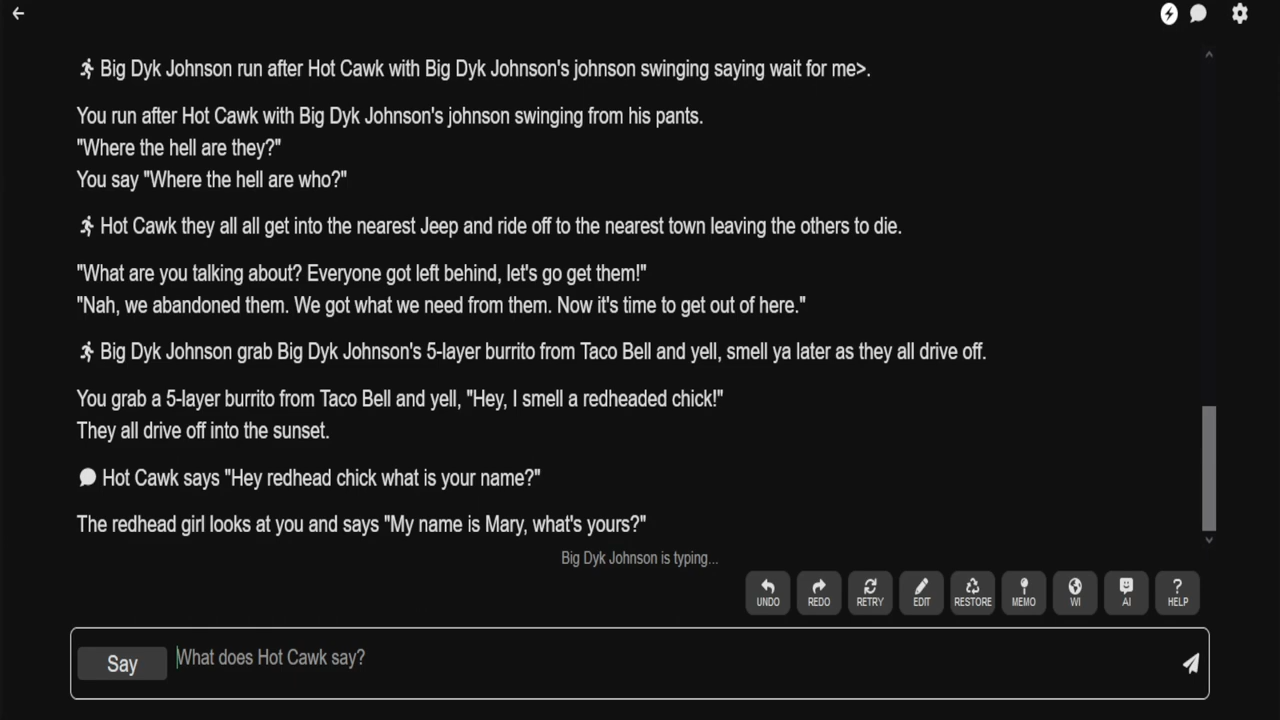 Big Dyk Johnson run after Hot Cawk with Big Dyk Johnson's johnson swinging saying wait for me>.
You run after Hot Cawk with Big Dyk Johnson's johnson swinging from his pants.
"Where the hell are they?"
You say "Where the hell are who?"
Hot Cawk they all all get into the nearest Jeep and ride off to the nearest town leaving the others to die.
"What are you talking about? Everyone got left behind, let's go get them!"
"Nah, we abandoned them. We got what we need from them. Now it's time to get out of here."
Big Dyk Johnson grab Big Dyk Johnson's 5-layer burrito from Taco Bell and yell, smell ya later as they all drive off.
You grab a 5-layer burrito from Taco Bell and yell, "Hey, I smell a redheaded chick!"
They all drive off into the sunset.
Hot Cawk says "Hey redhead chick what is your name?"
The redhead girl looks at you and says "My name is Mary, what's yours?"
Big Dyk Johnson is typing...
UNDO REDO RETRY EDIT RESTORE MEMO WI AI ? HELP
Say What does Hot Cawk say?